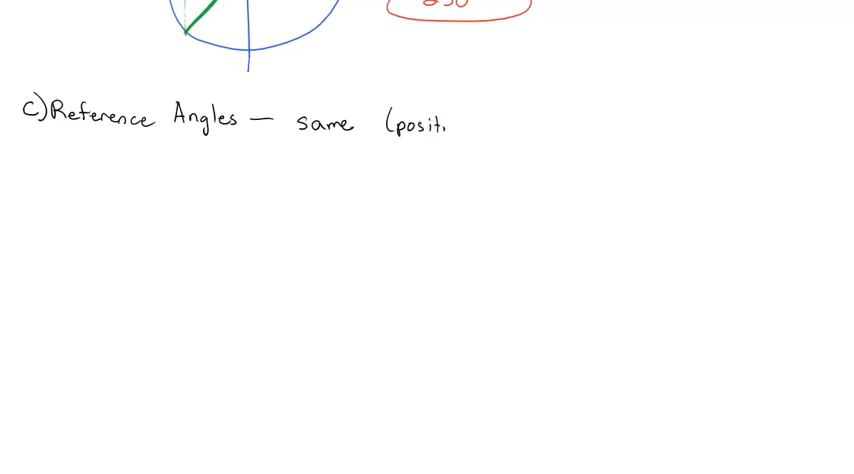 c) Reference Angles — same (posit